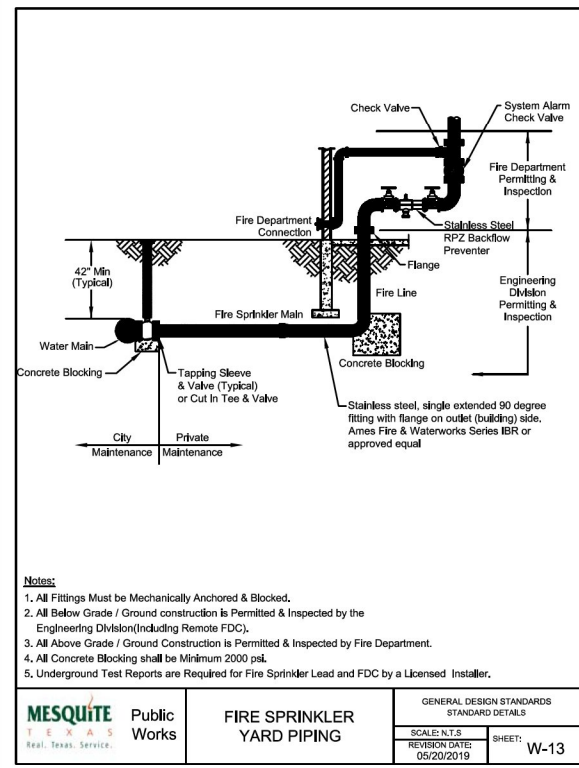 Check Valve
System Alarm
Check Valve
Fire Department
Permitting &
Inspection
Fire Department
Connection
Stainless Steel
RPZ Backflow
Preventer
Flange
42" Min
(Typical)
Engineering
Division
Permitting &
Inspection
Fire Line
Fire Sprinkler Main
Water Main
Concrete Blocking
Concrete Blocking
Tapping Sleeve
& Valve (Typical)
or Cut In Tee & Valve
Stainless steel, single extended 90 degree
fitting with flange on outlet (building) side.
Ames Fire & Waterworks Series IBR or
approved equal
City
Maintenance
Private
Maintenance
Notes:
1. All Fittings Must be Mechanically Anchored & Blocked.
2. All Below Grade / Ground construction is Permitted & Inspected by the
Engineering Division(Including Remote FDC).
3. All Above Grade / Ground Construction is Permitted & Inspected by Fire Department.
4. All Concrete Blocking shall be Minimum 2000 psi.
5. Underground Test Reports are Required for Fire Sprinkler Lead and FDC by a Licensed Installer.
MESQUITE
TEXAS
Real. Texas. Service.
Public
Works
FIRE SPRINKLER
YARD PIPING
GENERAL DESIGN STANDARDS
STANDARD DETAILS
SCALE: N.T.S
REVISION DATE:
05/20/2019
SHEET: W-13